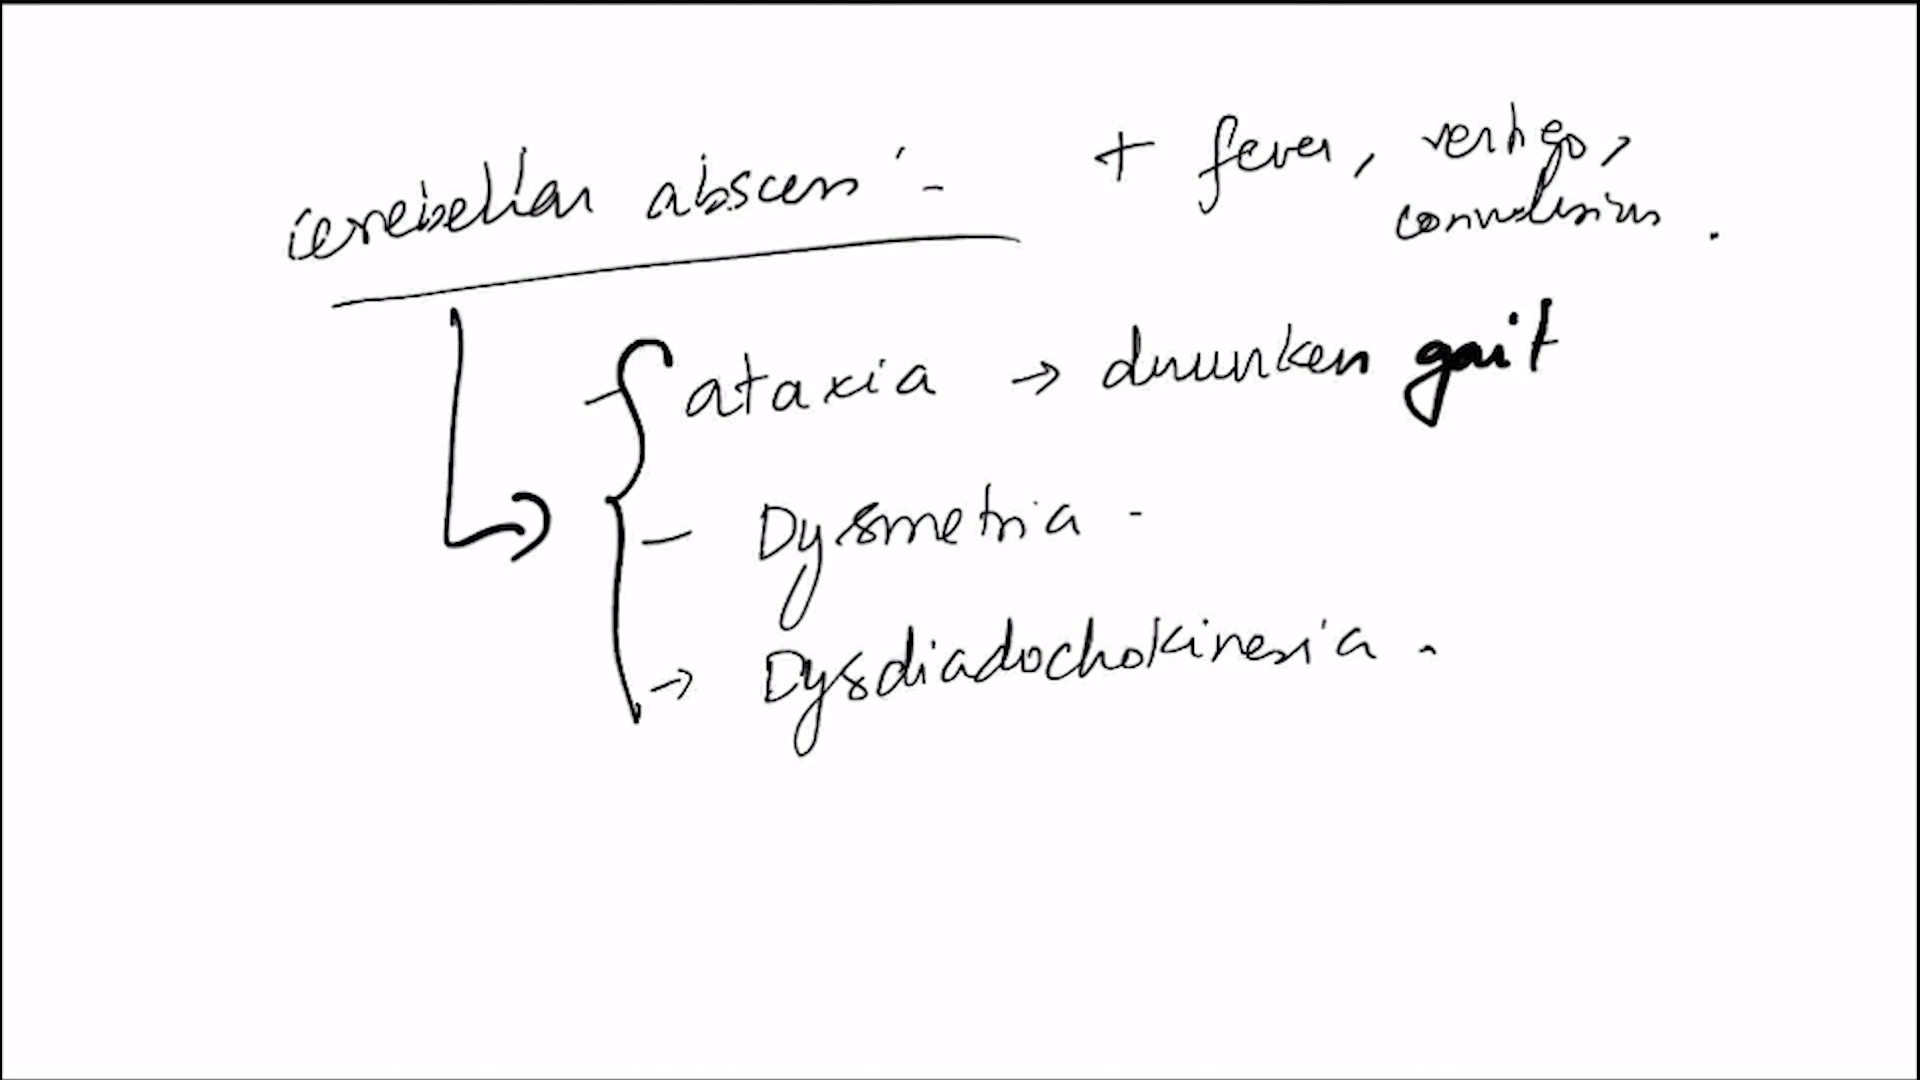 cerebellar abscess :- + fever, vertigo,
convulsions.
- ataxia → drunken gait
- Dysmetria -
→ Dysdiadochokinesia.